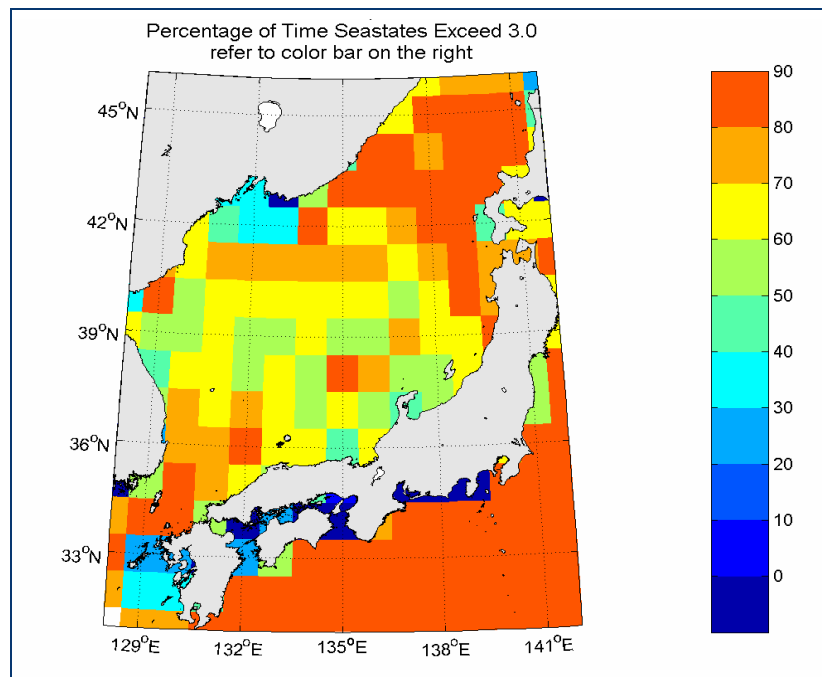 Percentage of Time Seastates Exceed 3.0
refer to color bar on the right
45°N
42°N
39°N
36°N
33°N
129°E
132°E
135°E
138°E
141°E
90
80
70
60
50
40
30
20
10
0